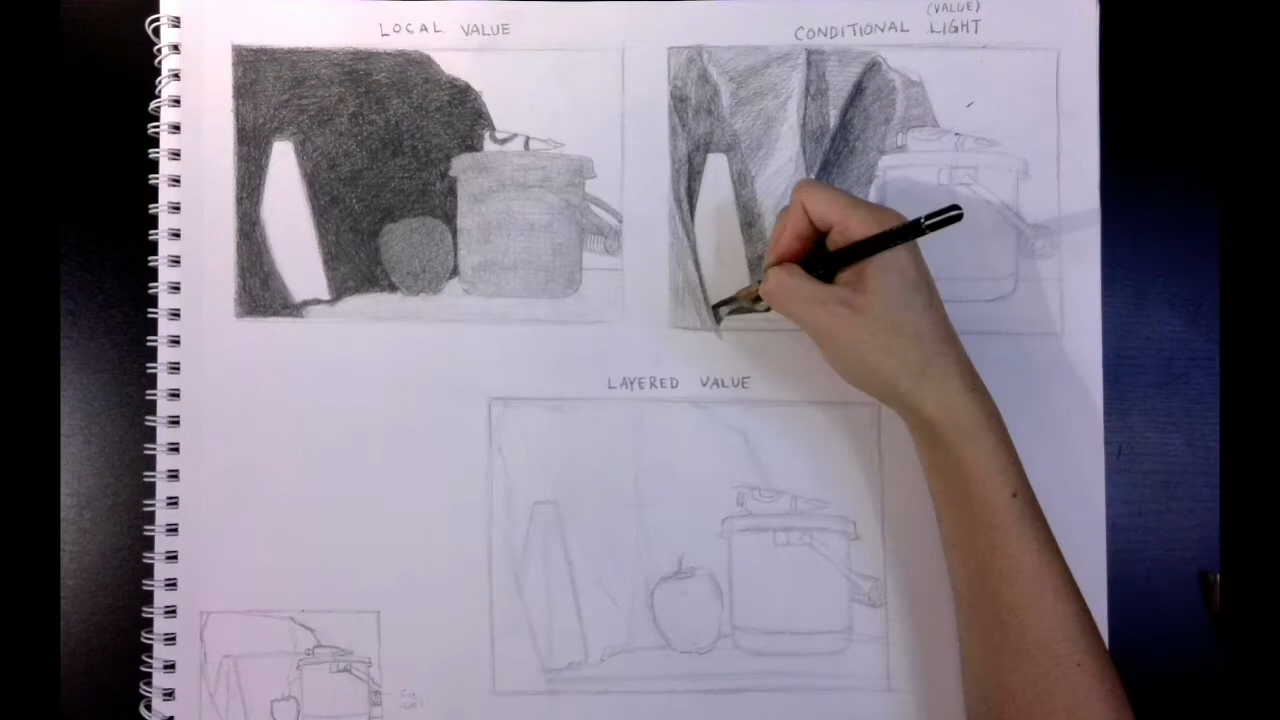 LOCAL VALUE
(VALUE)
CONDITIONAL LIGHT
LAYERED VALUE